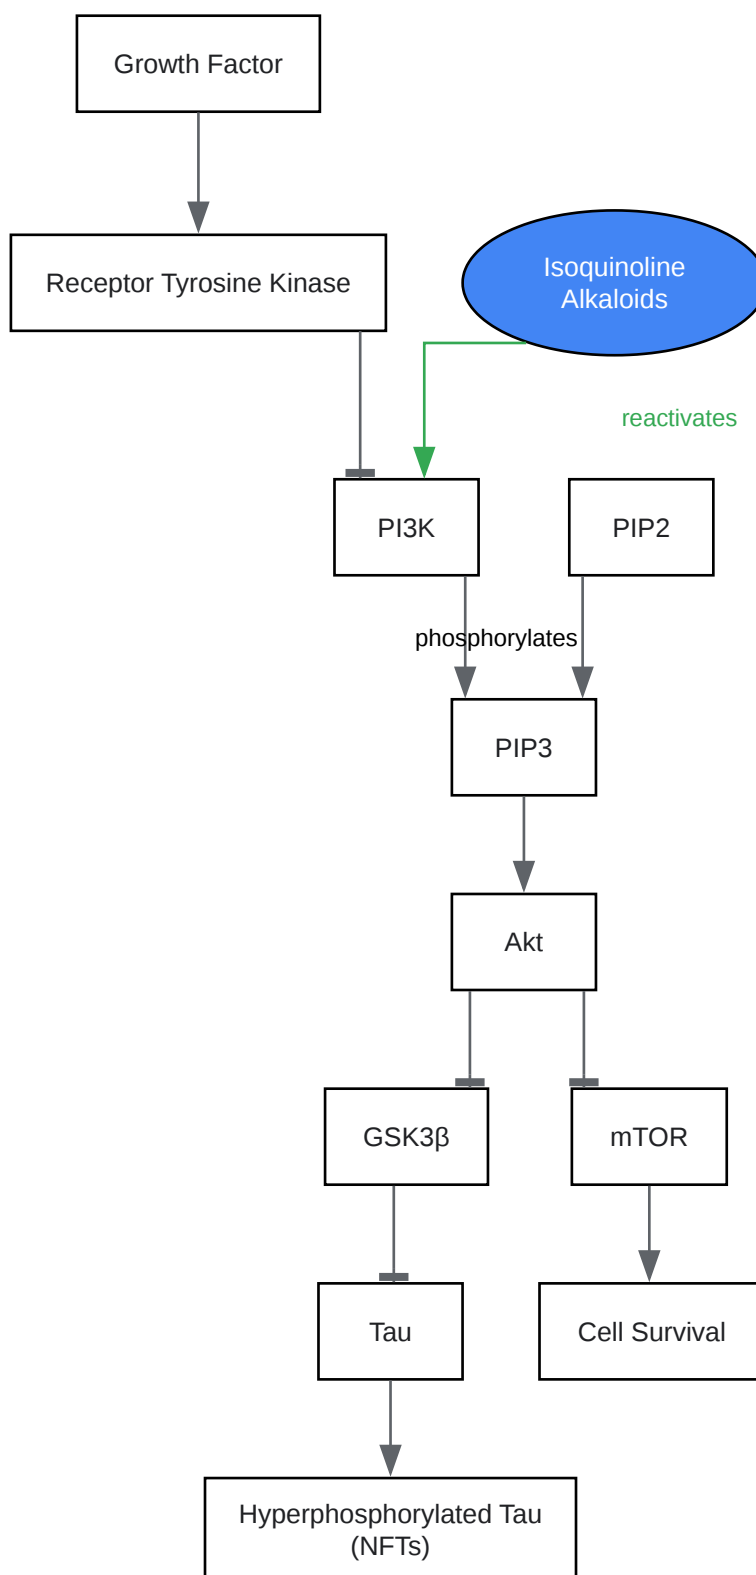 Growth Factor
Receptor Tyrosine Kinase
Isoquinoline
Alkaloids
reactivates
PI3K
PIP2
phosphorylates
PIP3
Akt
GSK3β
mTOR
Tau
Cell Survival
Hyperphosphorylated Tau
(NFTs)